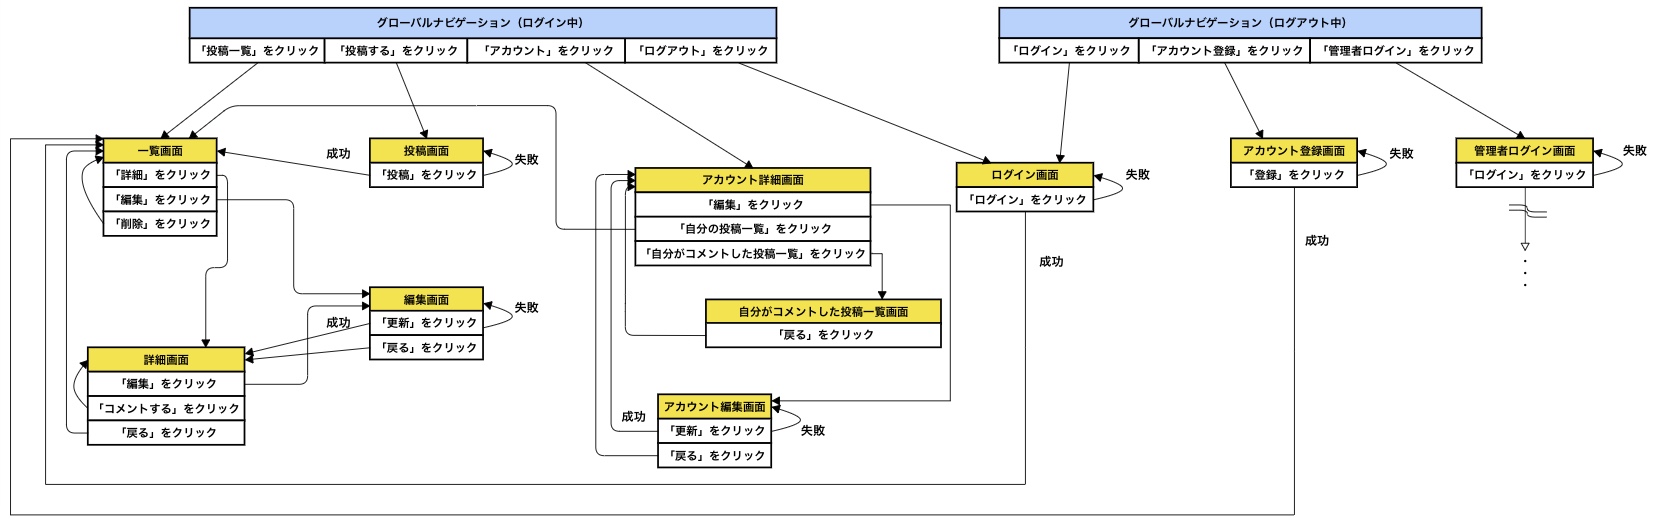 グローバルナビゲーション（ログイン中）
「投稿一覧」をクリック
「投稿する」をクリック
「アカウント」をクリック
「ログアウト」をクリック
グローバルナビゲーション（ログアウト中）
「ログイン」をクリック
「アカウント登録」をクリック
「管理者ログイン」をクリック
一覧画面
「詳細」をクリック
「編集」をクリック
「削除」をクリック
成功
投稿画面
「投稿」をクリック
失敗
アカウント詳細画面
「編集」をクリック
「自分の投稿一覧」をクリック
「自分がコメントした投稿一覧」をクリック
ログイン画面
「ログイン」をクリック
失敗
成功
アカウント登録画面
「登録」をクリック
失敗
成功
管理者ログイン画面
「ログイン」をクリック
失敗
編集画面
「更新」をクリック
「戻る」をクリック
失敗
成功
自分がコメントした投稿一覧画面
「戻る」をクリック
詳細画面
「編集」をクリック
「コメントする」をクリック
「戻る」をクリック
アカウント編集画面
「更新」をクリック
「戻る」をクリック
成功
失敗